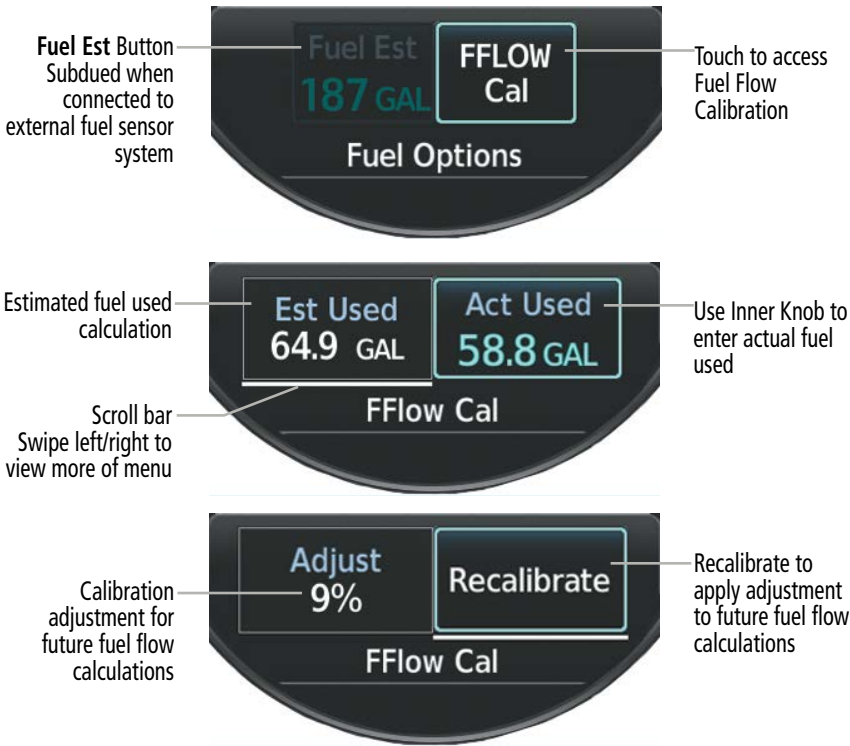 Fuel Est Button
Subdued when
connected to
external fuel sensor
system
Fuel Est
187 GAL
FFLOW
Cal
Fuel Options
Touch to access
Fuel Flow
Calibration
Estimated fuel used
calculation
Scroll bar
Swipe left/right to
view more of menu
Est Used
64.9 GAL
Act Used
58.8 GAL
FFlow Cal
Use Inner Knob to
enter actual fuel
used
Calibration
adjustment for
future fuel flow
calculations
Adjust
9%
Recalibrate
FFlow Cal
Recalibrate to
apply adjustment
to future fuel flow
calculations